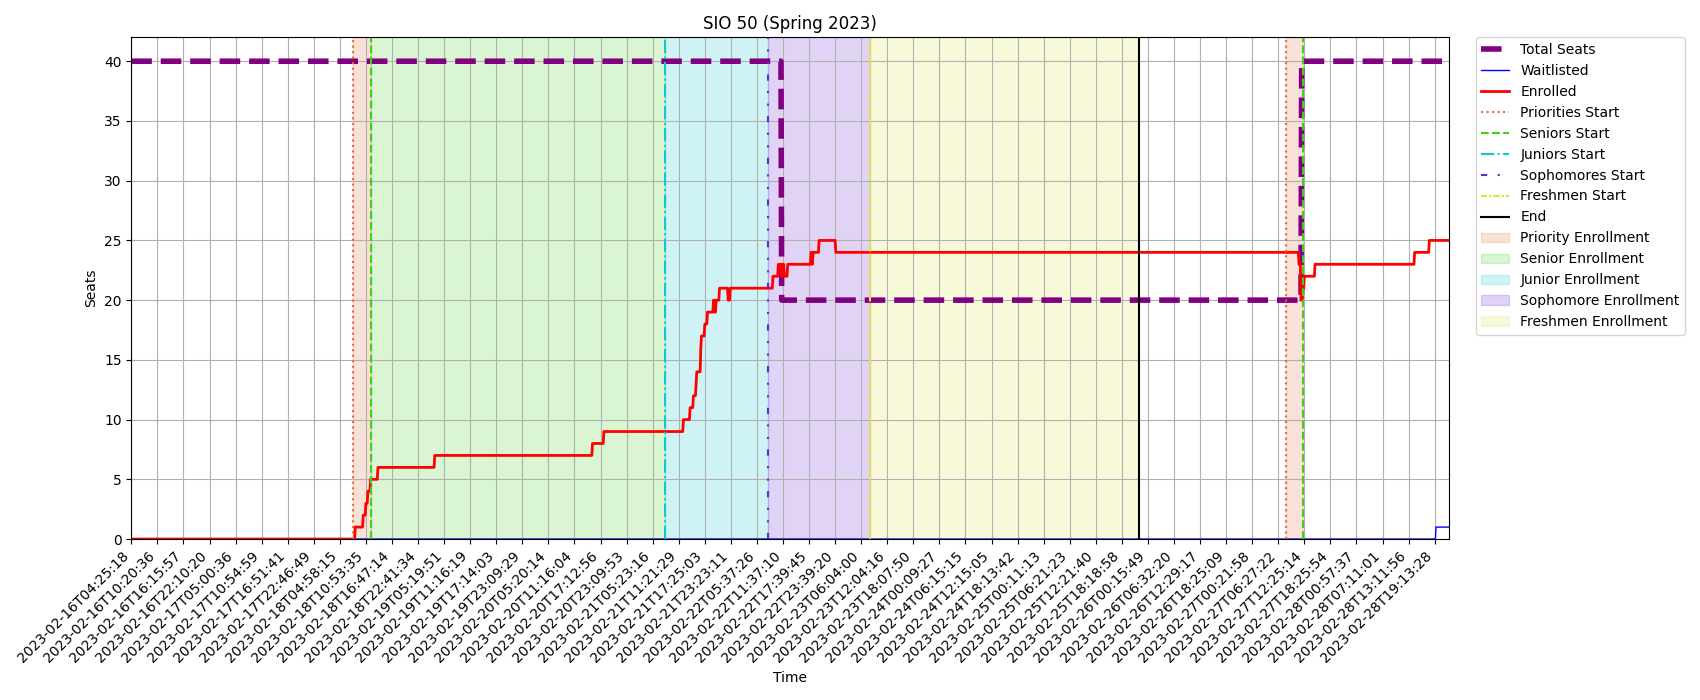 SIO 50 (Spring 2023)
Seats
40
35
30
25
20
15
10
5
0
2023-02-16T04:25:18
2023-02-16T10:20:36
2023-02-16T16:15:57
2023-02-16T22:10:20
2023-02-17T05:00:36
2023-02-17T10:54:59
2023-02-17T16:51:41
2023-02-17T22:46:49
2023-02-18T04:58:15
2023-02-18T10:53:35
2023-02-18T16:47:14
2023-02-18T22:41:34
2023-02-19T05:19:51
2023-02-19T11:16:19
2023-02-19T17:14:03
2023-02-19T23:09:29
2023-02-20T05:20:14
2023-02-20T11:16:04
2023-02-20T17:12:56
2023-02-20T23:09:53
2023-02-21T05:23:16
2023-02-21T11:21:29
2023-02-21T17:25:03
2023-02-21T23:23:11
2023-02-22T05:37:26
2023-02-22T11:37:10
2023-02-22T17:39:45
2023-02-22T23:39:20
2023-02-23T06:04:00
2023-02-23T12:04:16
2023-02-23T18:07:50
2023-02-24T00:09:27
2023-02-24T06:15:15
2023-02-24T12:15:05
2023-02-24T18:13:42
2023-02-25T00:11:13
2023-02-25T06:21:23
2023-02-25T12:21:40
2023-02-25T18:18:58
2023-02-26T00:15:49
2023-02-26T06:32:20
2023-02-26T12:29:17
2023-02-26T18:25:09
2023-02-27T00:21:58
2023-02-27T06:27:22
2023-02-27T12:25:14
2023-02-27T18:25:54
2023-02-28T00:57:37
2023-02-28T07:11:01
2023-02-28T13:11:56
2023-02-28T19:13:28
Time
Total Seats
Waitlisted
Enrolled
Priorities Start
Seniors Start
Juniors Start
Sophomores Start
Freshmen Start
End
Priority Enrollment
Senior Enrollment
Junior Enrollment
Sophomore Enrollment
Freshmen Enrollment